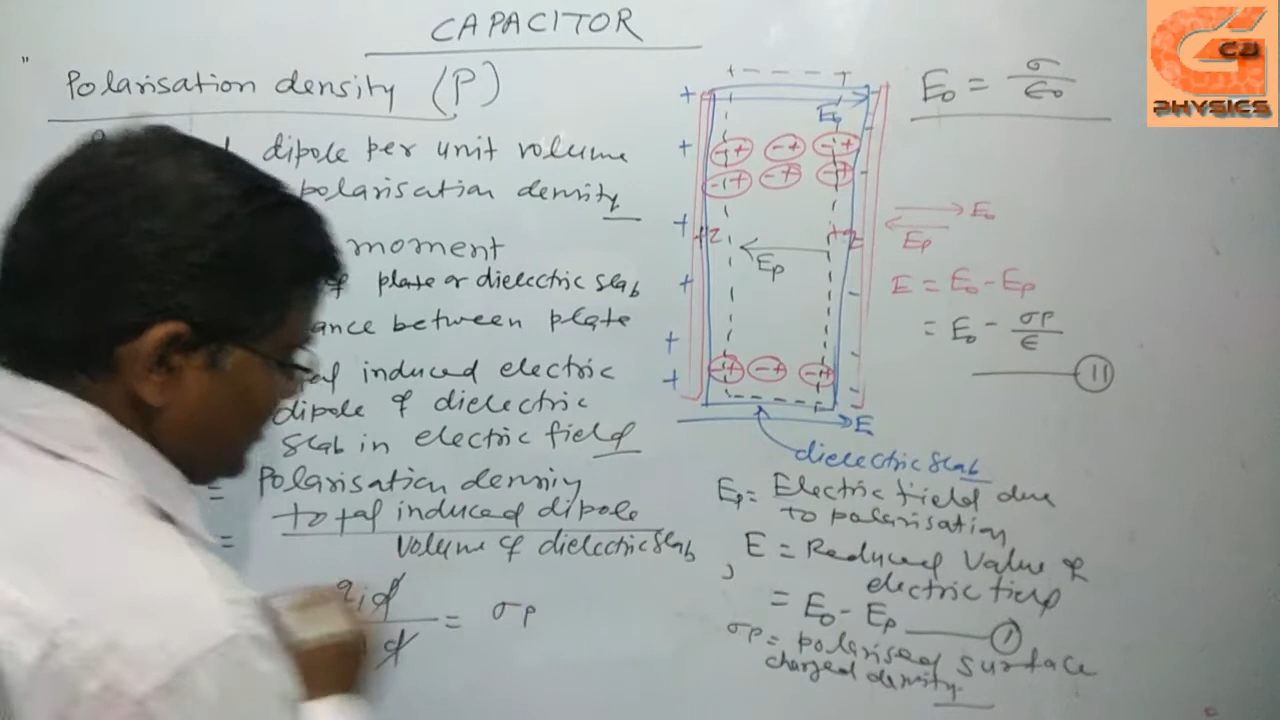 CAPACITOR
Polarisation density (P)
dipole per unit volume
polarisation density
moment
plate or dielectric slab
ance between plate
induced electric
dipole of dielectric
slab in electric field
= Polarisation density
= total induced dipole
volume of dielectric slab
qid
d
= σp
+ - - - - +
E₀
+ + + + + +
-+ -+ -+
-+ -+ -+
Ep
-+ -+ -+
E
dielectric slab
E₀ = σ
ε₀
E₀
Ep
E = E₀ - Ep
= E₀ - σp
ε
11
Ep = Electric field due
to polarisation
E = Reduced value of
electric field
= E₀ - Ep
1
σp = polarised surface
charged density
G
ca
PHYSICS